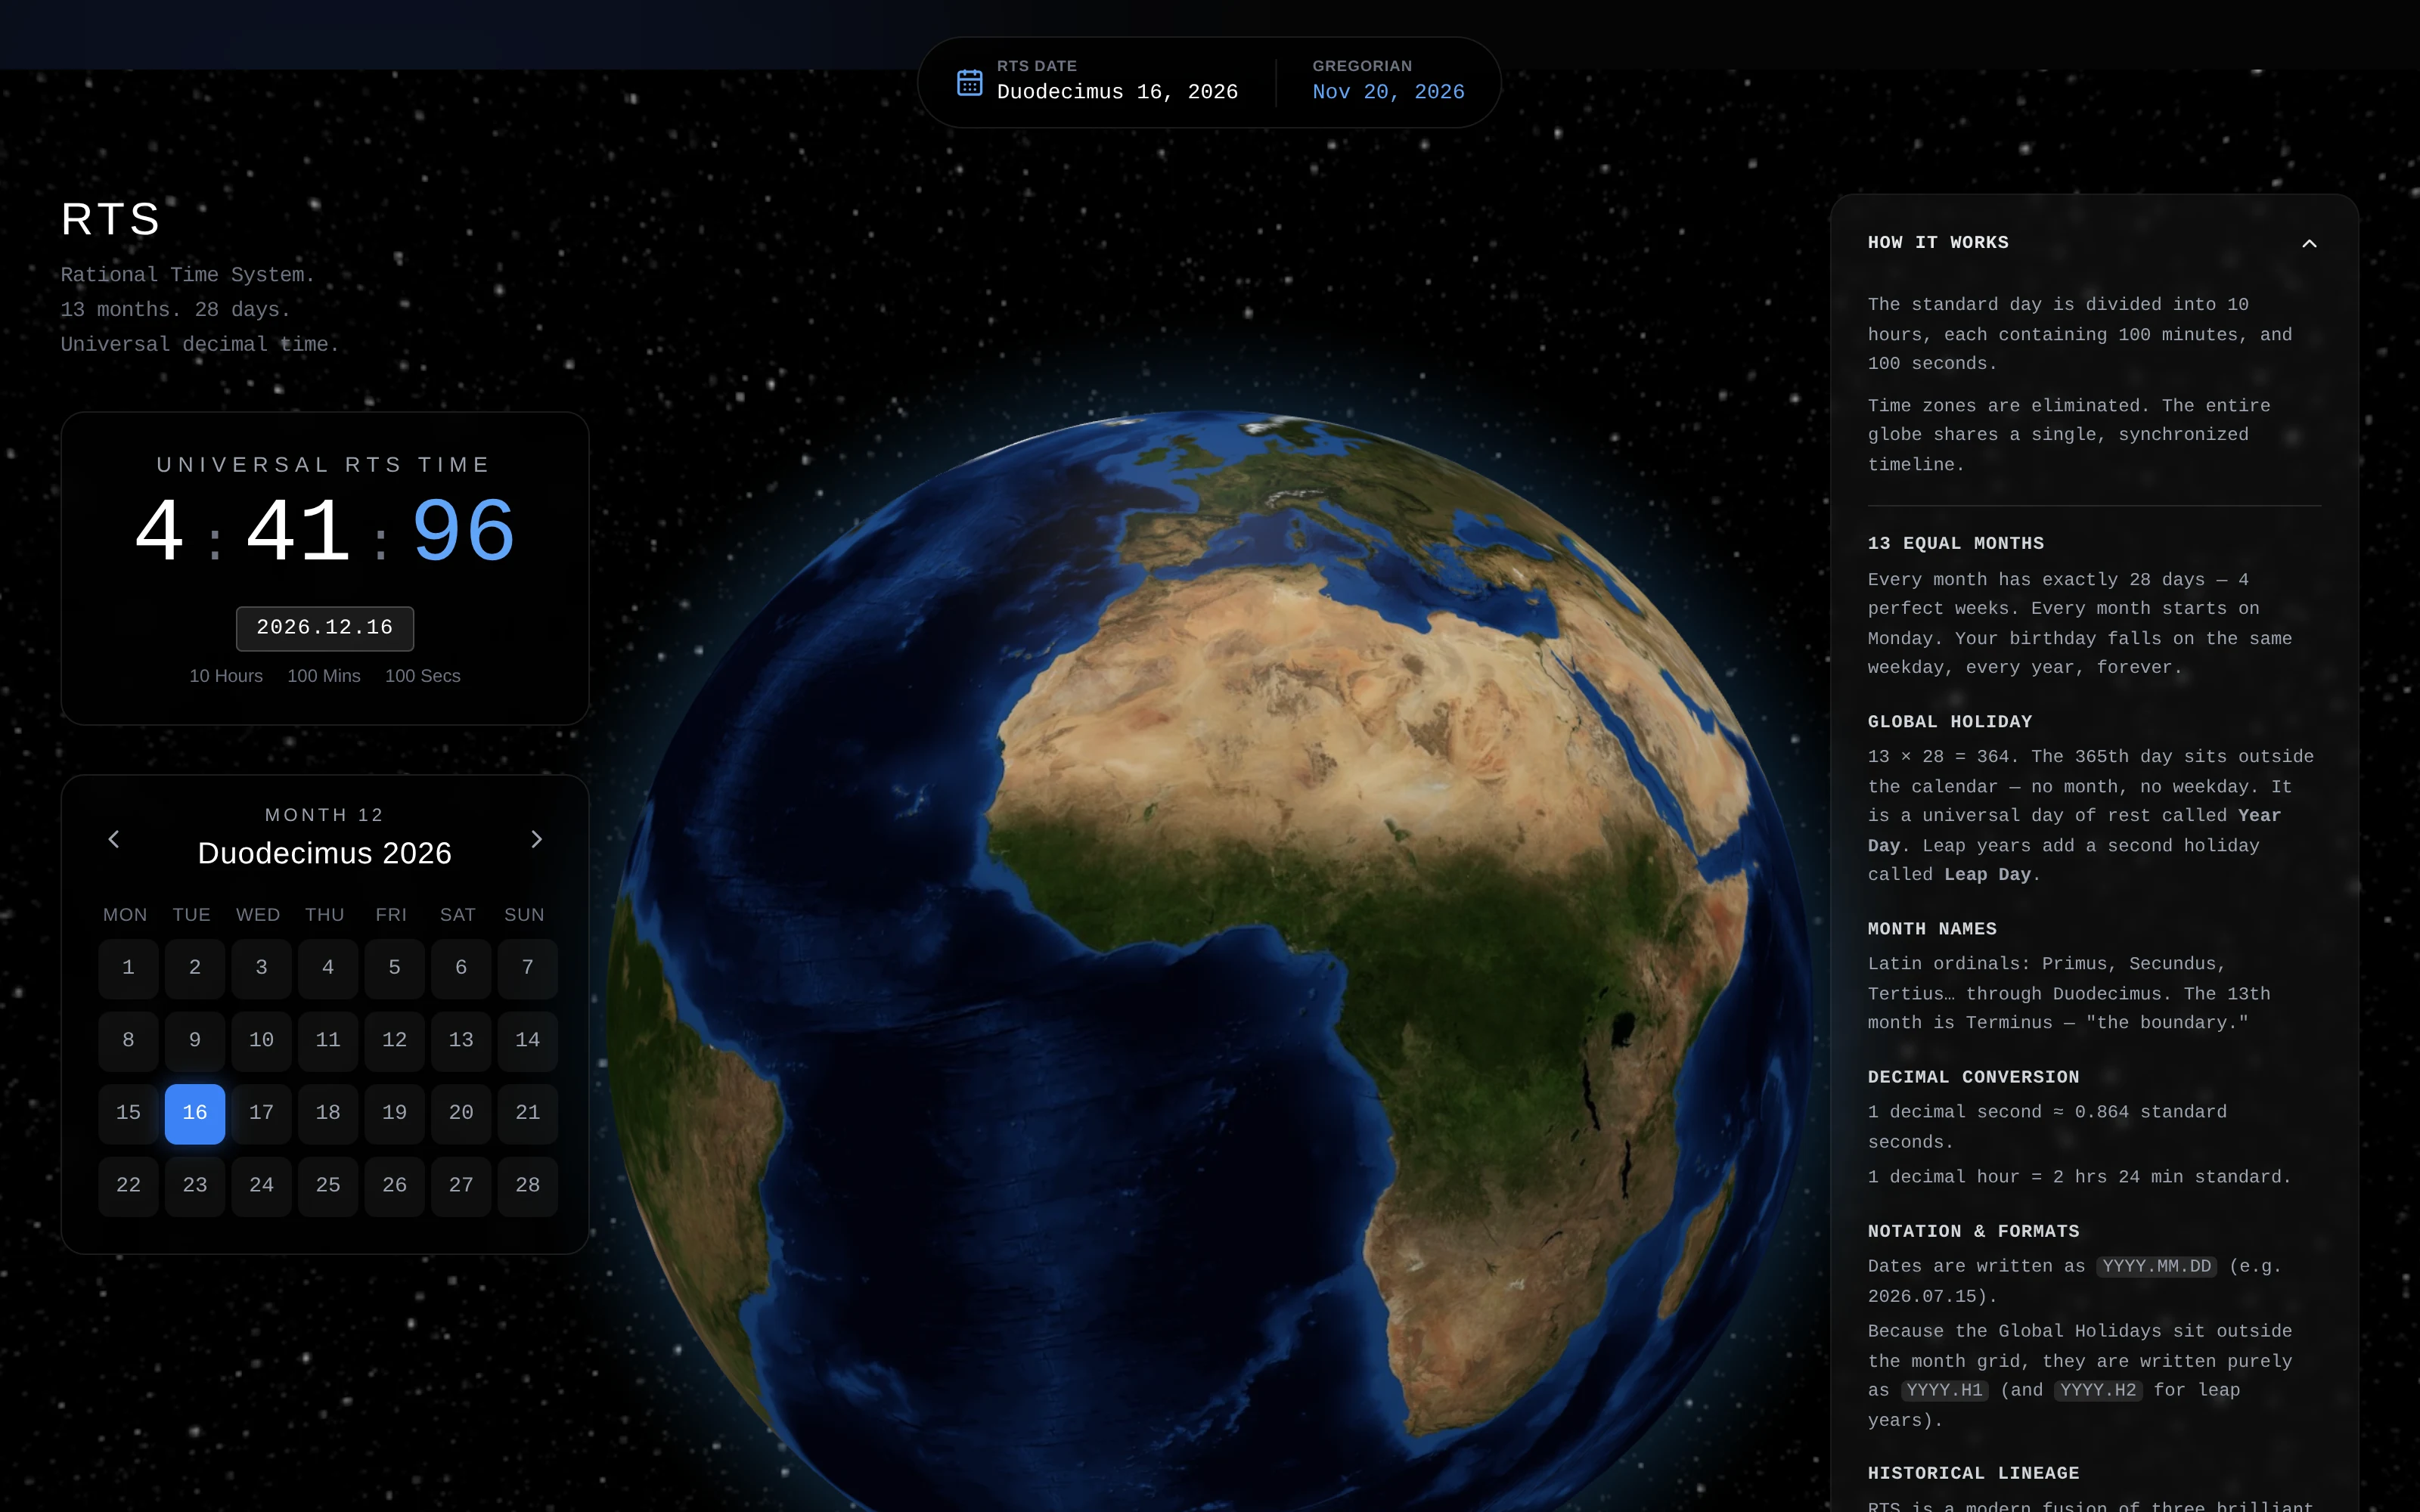 RTS DATE
Duodecimus 16, 2026
GREGORIAN
Nov 20, 2026
RTS
Rational Time System.
13 months. 28 days.
Universal decimal time.
UNIVERSAL RTS TIME
4:41:96
2026.12.16
10 Hours 100 Mins 100 Secs
MONTH 12
Duodecimus 2026
MON TUE WED THU FRI SAT SUN
1 2 3 4 5 6 7
8 9 10 11 12 13 14
15 16 17 18 19 20 21
22 23 24 25 26 27 28
HOW IT WORKS
The standard day is divided into 10
hours, each containing 100 minutes, and
100 seconds.
Time zones are eliminated. The entire
globe shares a single, synchronized
timeline.
13 EQUAL MONTHS
Every month has exactly 28 days — 4
perfect weeks. Every month starts on
Monday. Your birthday falls on the same
weekday, every year, forever.
GLOBAL HOLIDAY
13 × 28 = 364. The 365th day sits outside
the calendar — no month, no weekday. It
is a universal day of rest called Year
Day. Leap years add a second holiday
called Leap Day.
MONTH NAMES
Latin ordinals: Primus, Secundus,
Tertius… through Duodecimus. The 13th
month is Terminus — "the boundary."
DECIMAL CONVERSION
1 decimal second ≈ 0.864 standard
seconds.
1 decimal hour = 2 hrs 24 min standard.
NOTATION & FORMATS
Dates are written as YYYY.MM.DD (e.g.
2026.07.15).
Because the Global Holidays sit outside
the month grid, they are written purely
as YYYY.H1 (and YYYY.H2 for leap
years).
HISTORICAL LINEAGE
RTS is a modern fusion of three brilliant